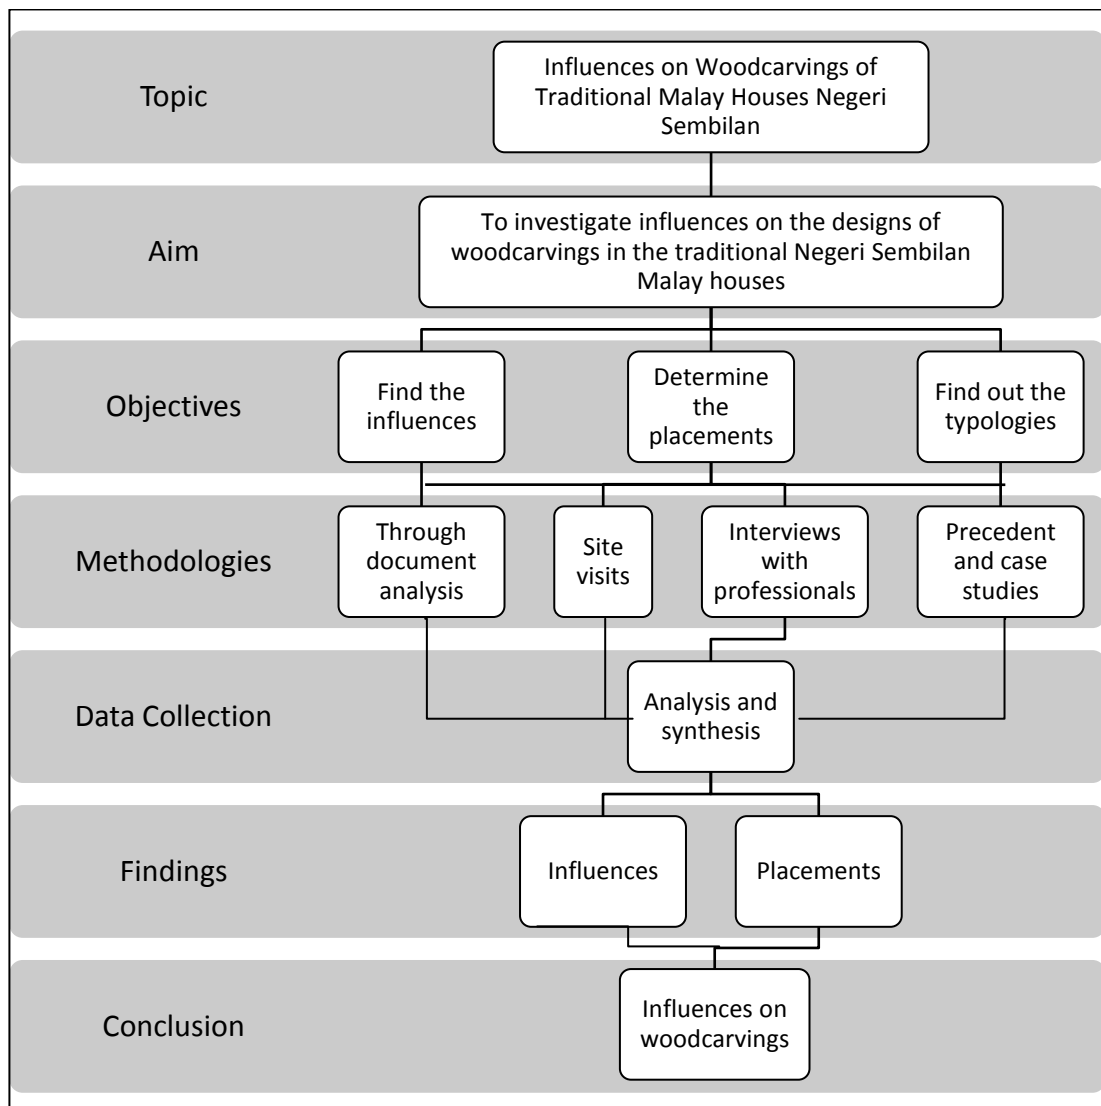 Topic
Influences on Woodcarvings of
Traditional Malay Houses Negeri
Sembilan
Aim
To investigate influences on the designs of
woodcarvings in the traditional Negeri Sembilan
Malay houses
Objectives
Find the
influences
Determine
the
placements
Find out the
typologies
Methodologies
Through
document
analysis
Site
visits
Interviews
with
professionals
Precedent
and case
studies
Data Collection
Analysis and
synthesis
Findings
Influences
Placements
Conclusion
Influences on
woodcarvings